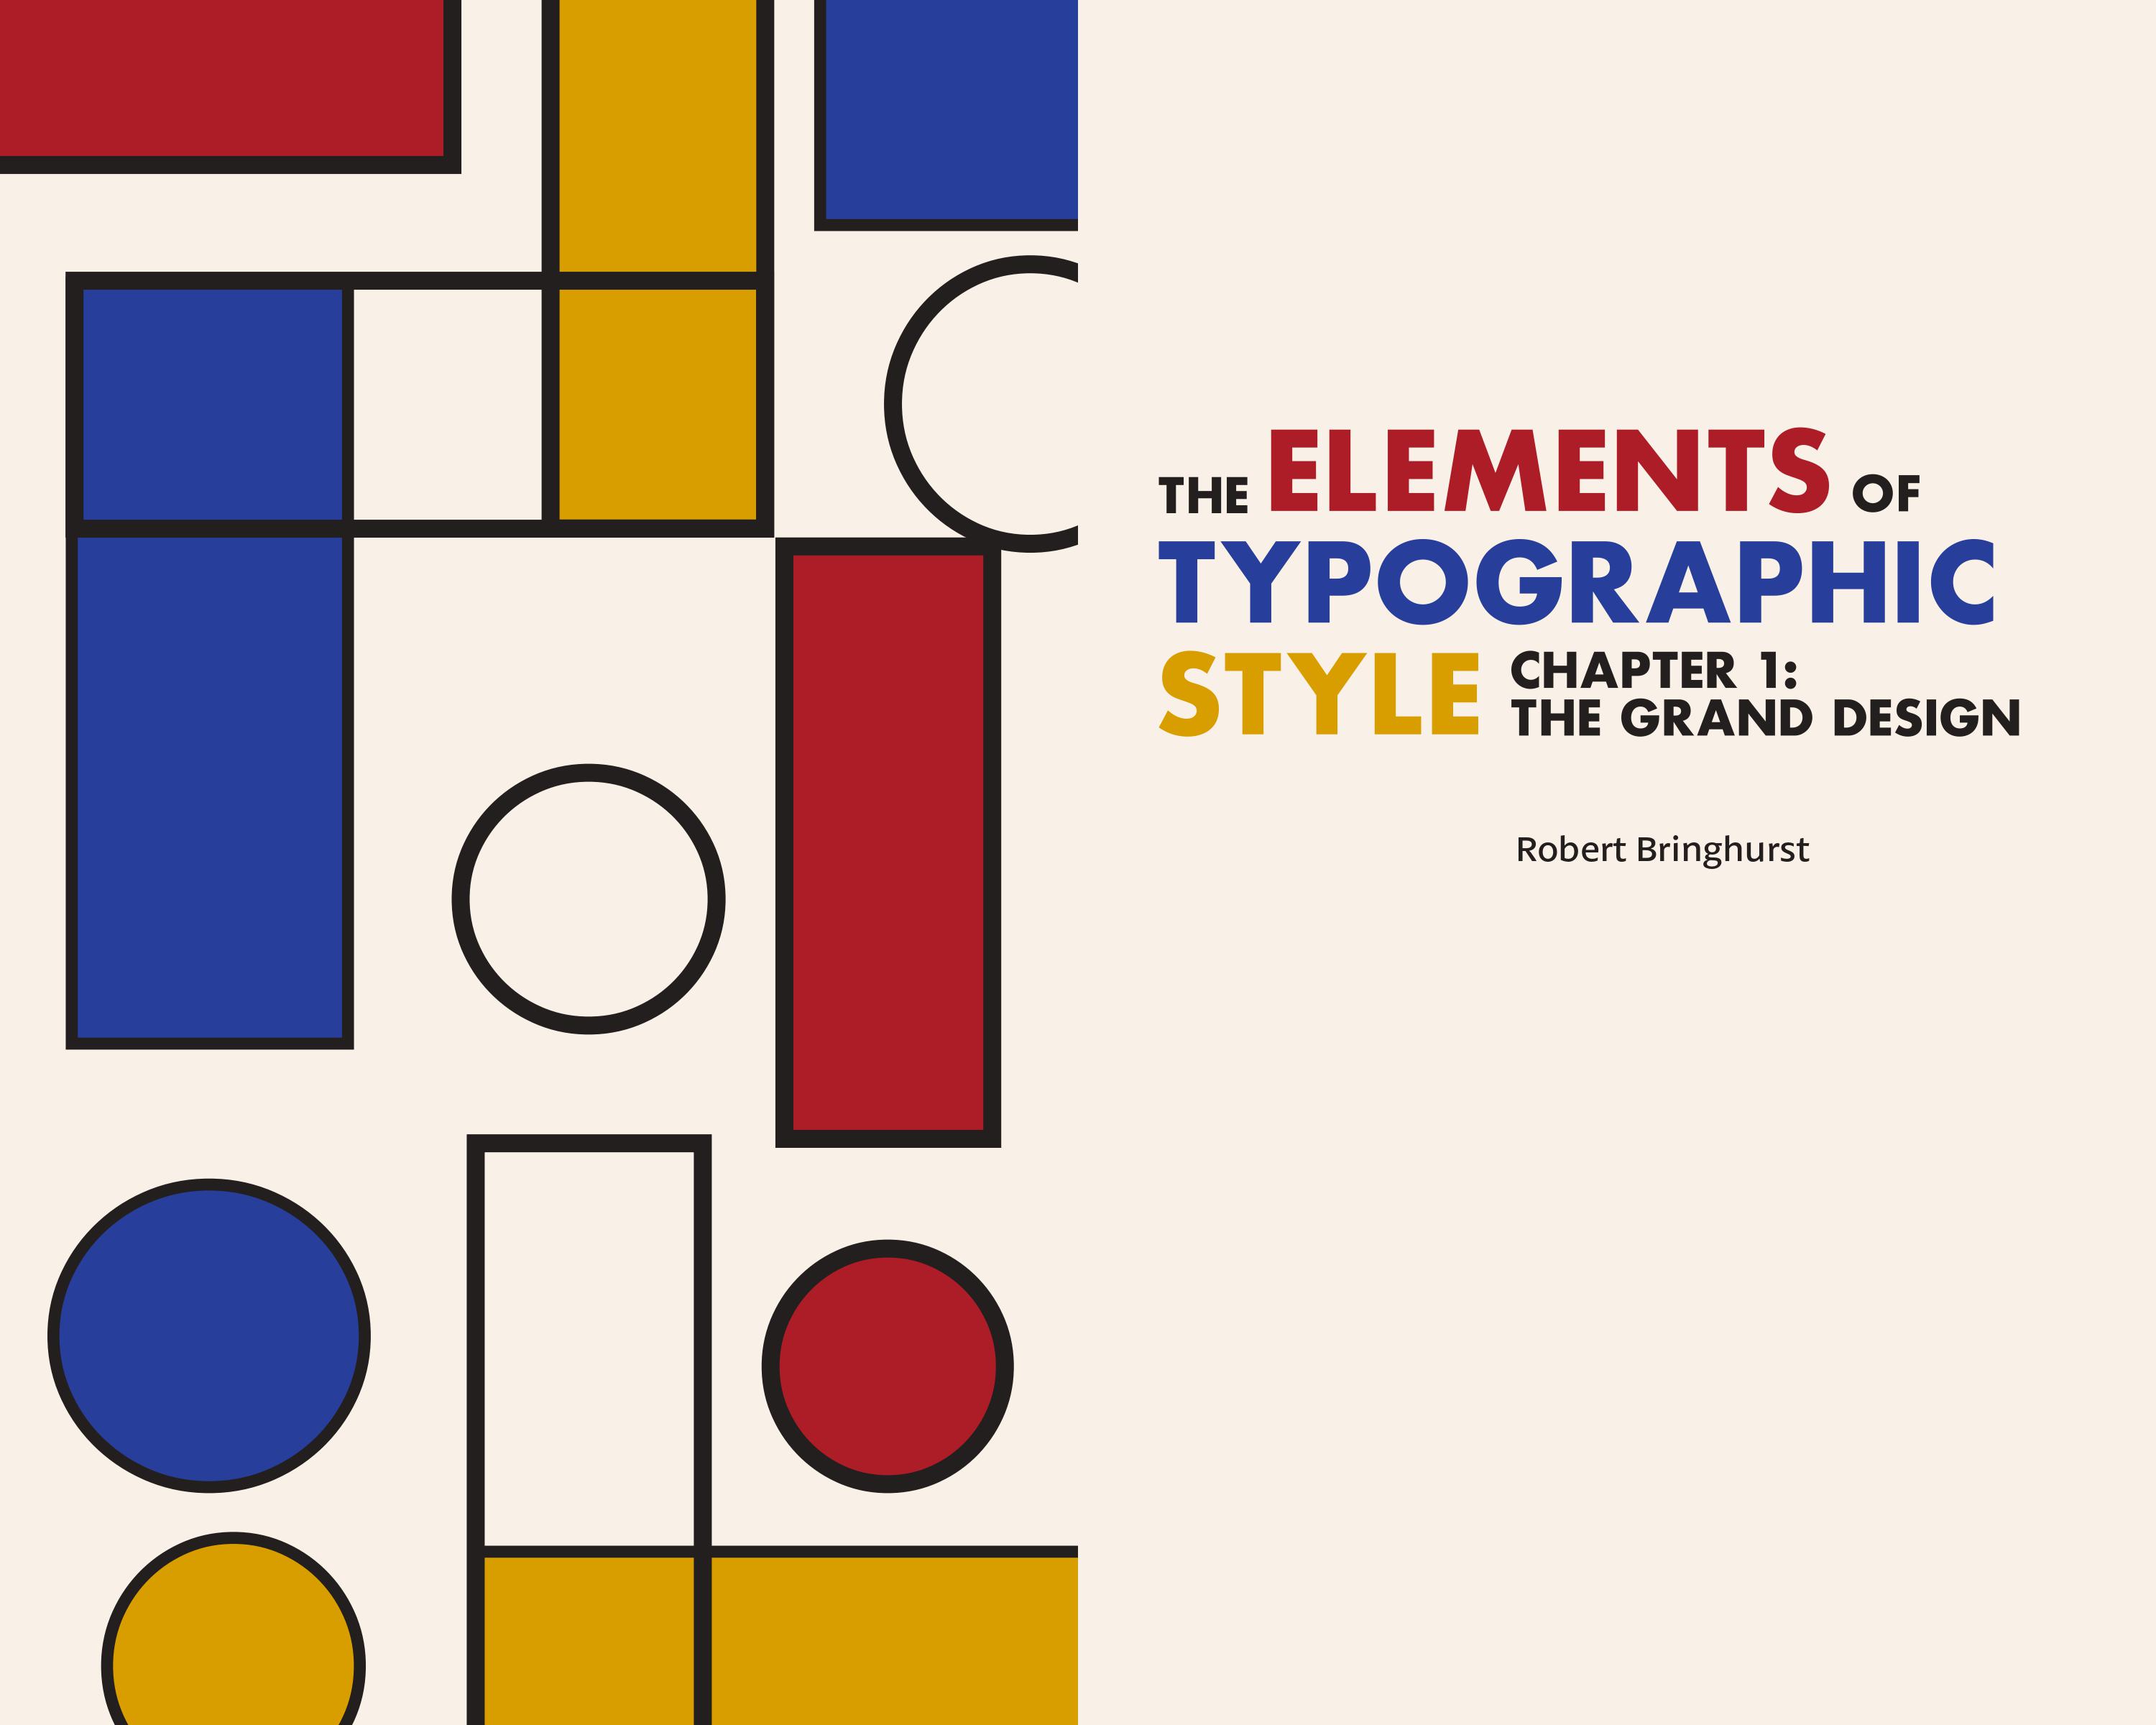 THE ELEMENTS OF
TYPOGRAPHIC
STYLE CHAPTER 1:
THE GRAND DESIGN
Robert Bringhurst